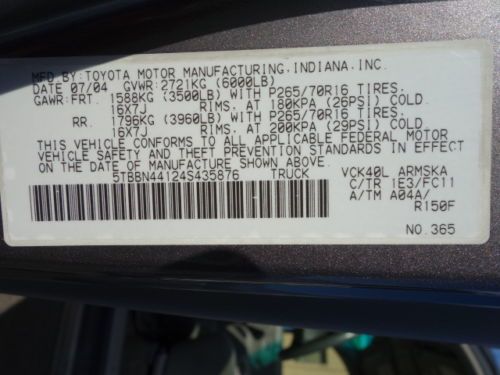 MFD.BY:TOYOTA MOTOR MANUFACTURING,INDIANA,INC.
DATE 07/04 GVWR:2721KG (6000LB)
GAWR:FRT. 1588KG (3500LB) WITH P265/70R16 TIRES.
16X7J RIMS. AT 180KPA (26PSI) COLD.
RR. 1796KG (3960LB) WITH P265/70R16 TIRES.
16X7J RIMS. AT 200KPA (29PSI) COLD.
THIS VEHICLE CONFORMS TO ALL APPLICABLE FEDERAL MOTOR
VEHICLE SAFETY AND THEFT PREVENTION STANDARDS IN EFFECT
ON THE DATE OF MANUFACTURE SHOWN ABOVE.
5TBBN44124S435876 TRUCK VCK40L ARMSKA
C/TR 1E3/FC11
A/TM A04A/
R150F
NO.365